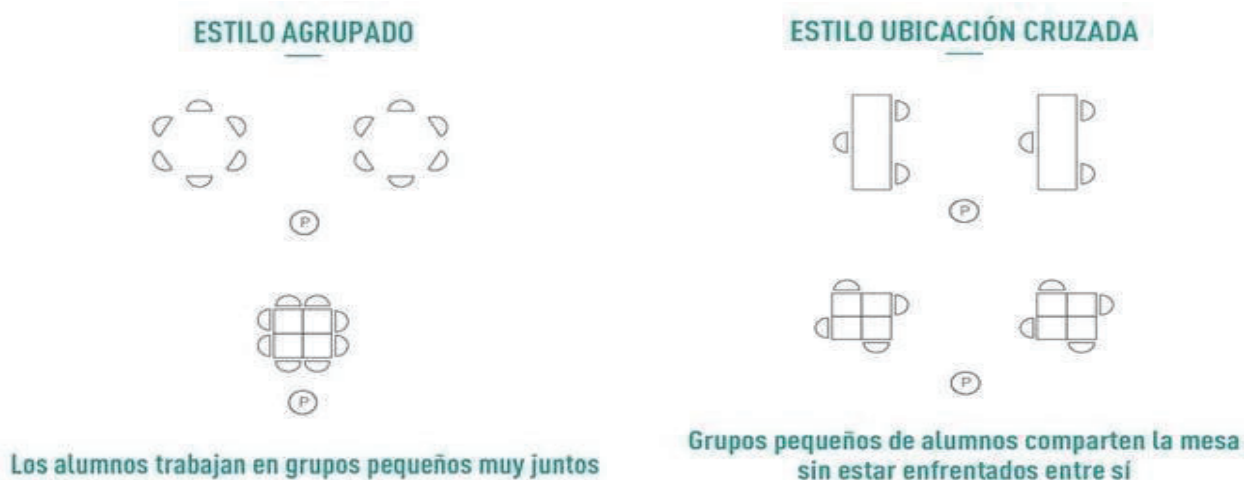 ESTILO AGRUPADO
P
P
Los alumnos trabajan en grupos pequeños muy juntos
ESTILO UBICACIÓN CRUZADA
P
P
Grupos pequeños de alumnos comparten la mesa
sin estar enfrentados entre sí